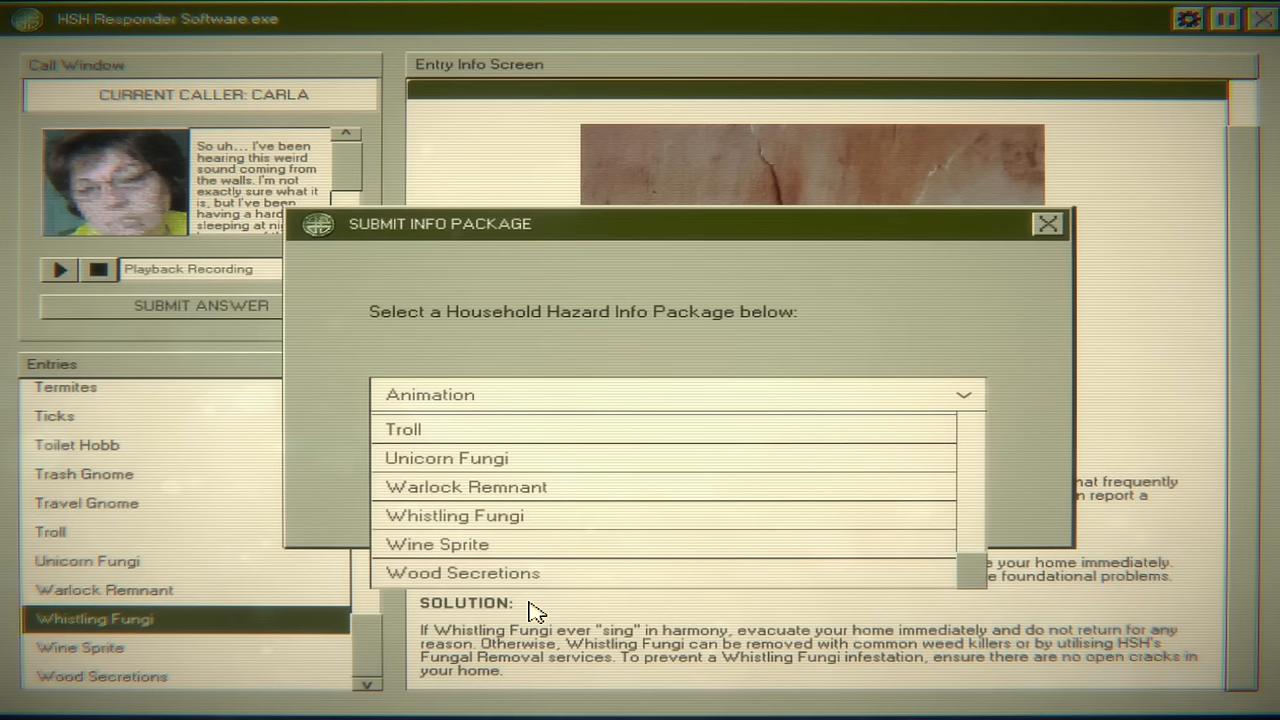 HSH Responder Software.exe
Call Window
CURRENT CALLER: CARLA
So uh... I've been
hearing this weird
sound coming from
the walls. I'm not
exactly sure what it
is, but I've been
having a hard
sleeping at
Playback Recording
SUBMIT ANSWER
Entries
Termites
Ticks
Toilet Hobb
Trash Gnome
Travel Gnome
Troll
Unicorn Fungi
Warlock Remnant
Whistling Fungi
Wine Sprite
Wood Secretions
Entry Info Screen
SUBMIT INFO PACKAGE
Select a Household Hazard Info Package below:
Animation
Troll
Unicorn Fungi
Warlock Remnant
Whistling Fungi
Wine Sprite
Wood Secretions
hat frequently
n report a
e your home immediately.
e foundational problems.
SOLUTION:
If Whistling Fungi ever "sing" in harmony, evacuate your home immediately and do not return for any
reason. Otherwise, Whistling Fungi can be removed with common weed killers or by utilising HSH's
Fungal Removal services. To prevent a Whistling Fungi infestation, ensure there are no open cracks in
your home.